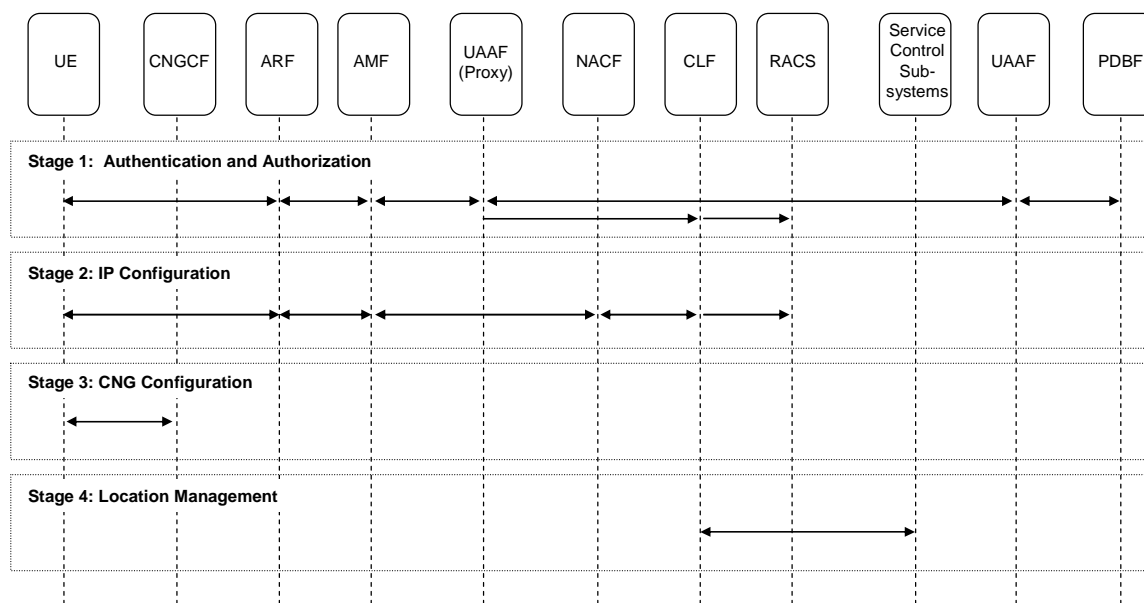 UE
CNGCF
ARF
AMF
UAAF
(Proxy)
NACF
CLF
RACS
Service
Control
Sub-
systems
UAAF
PDBF
Stage 1:  Authentication and Authorization
Stage 2: IP Configuration
Stage 3: CNG Configuration
Stage 4: Location Management